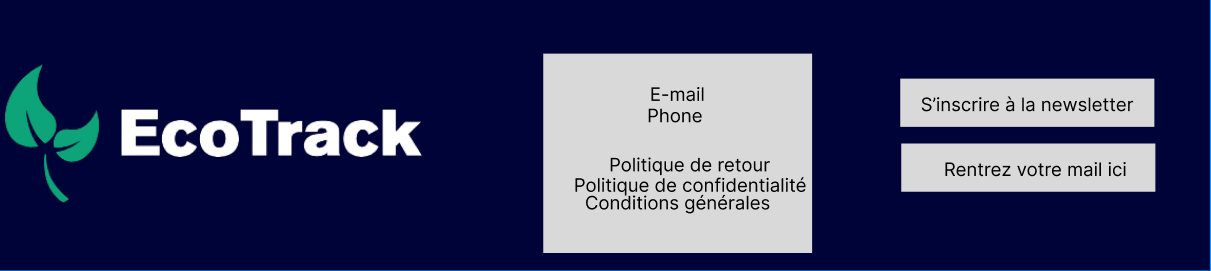 EcoTrack
E-mail
Phone
Politique de retour
Politique de confidentialité
Conditions générales
S’inscrire à la newsletter
Rentrez votre mail ici